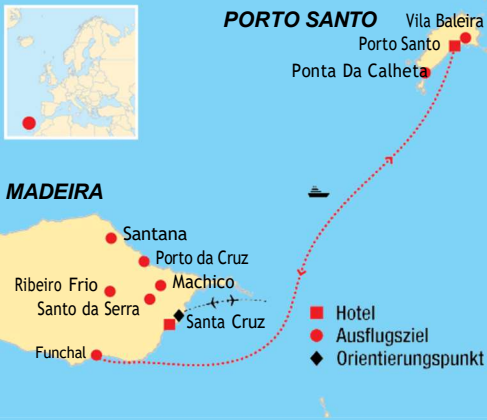 PORTO SANTO
Vila Baleira
Porto Santo
Ponta Da Calheta
MADEIRA
Santana
Porto da Cruz
Ribeiro Frio
Machico
Santo da Serra
Santa Cruz
Funchal
Hotel
Ausflugsziel
Orientierungspunkt